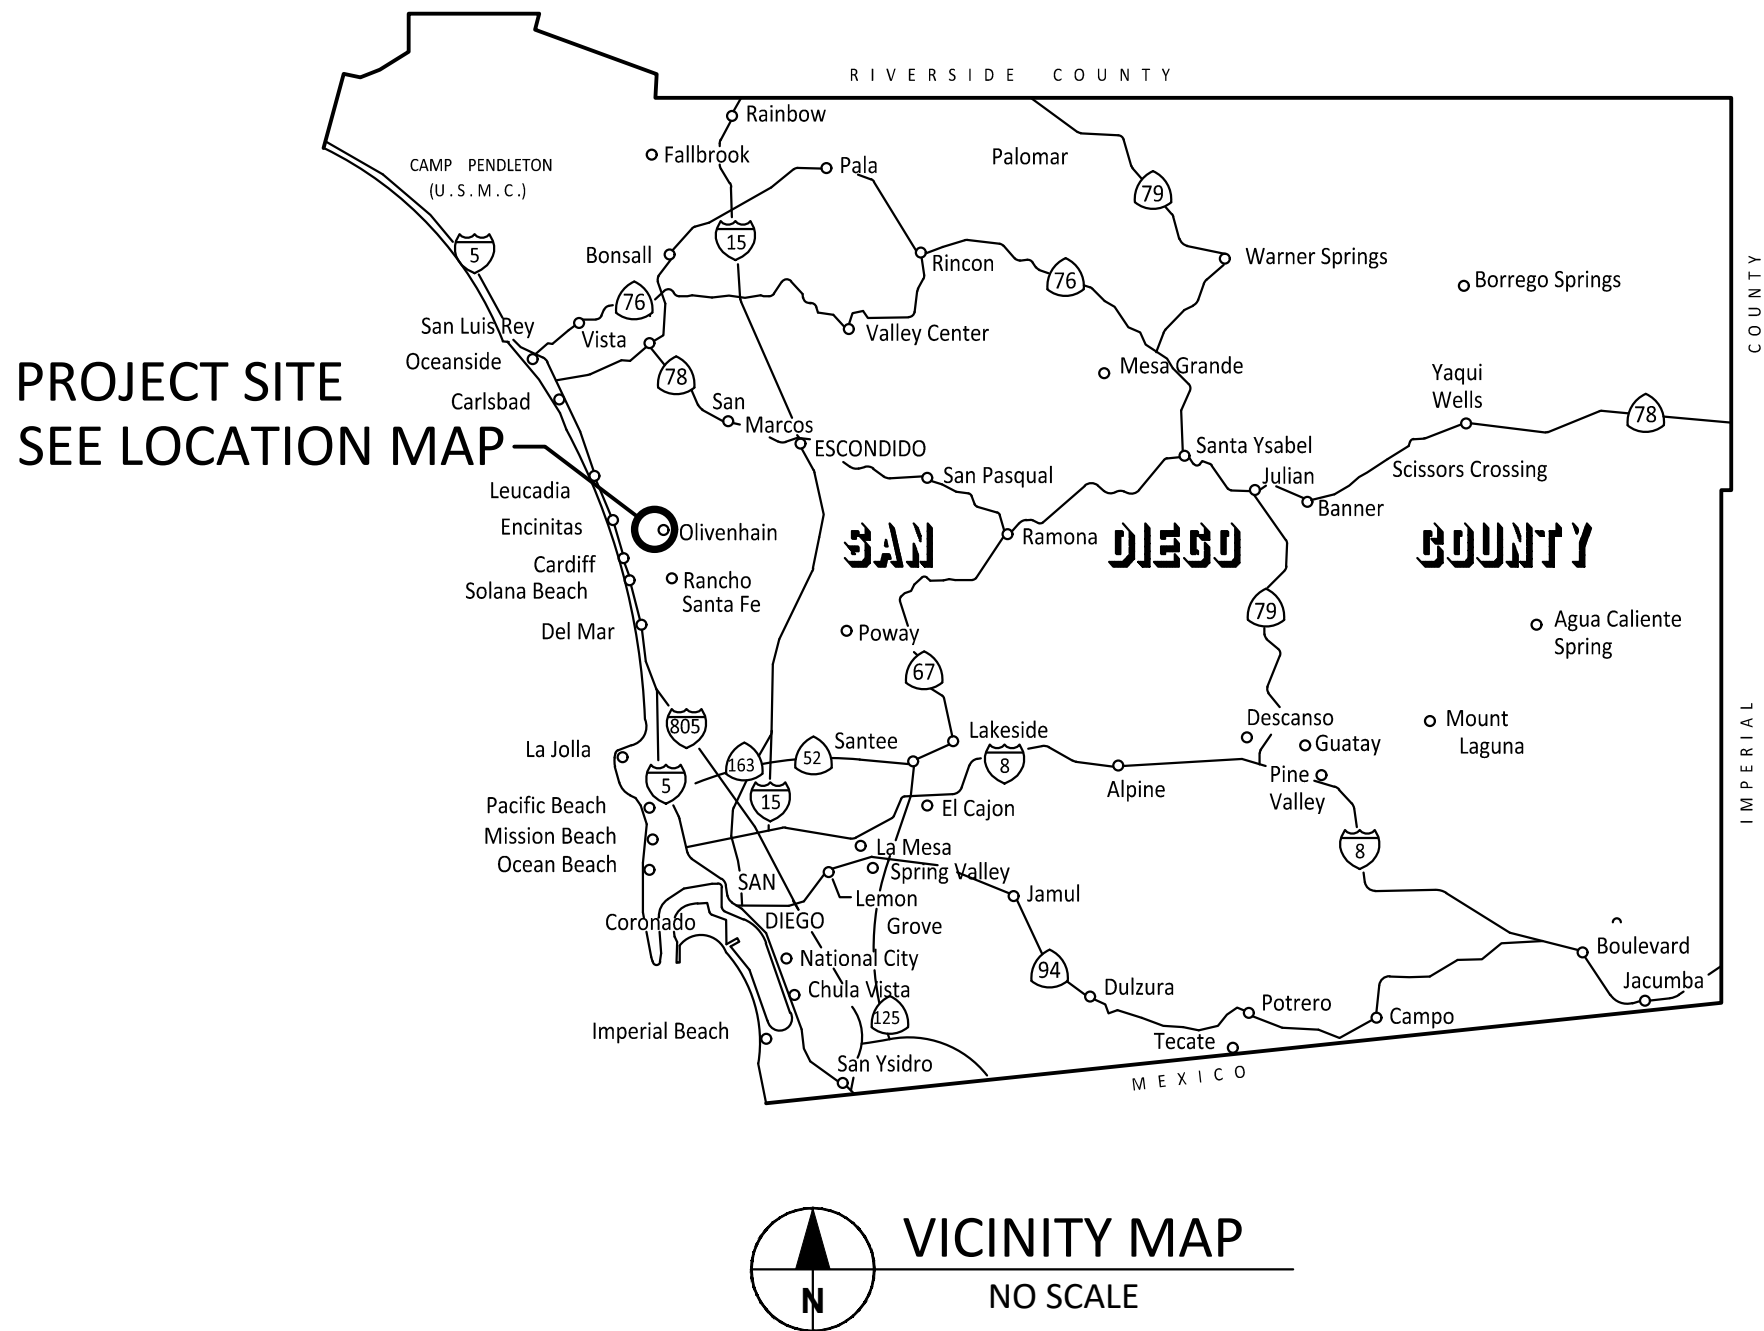 RIVERSIDE COUNTY
Rainbow
Fallbrook
CAMP PENDLETON
(U.S.M.C.)
Pala
Palomar
79
5
15
Bonsall
Rincon
Warner Springs
76
76
Borrego Springs
COUNTY
San Luis Rey
Vista
Valley Center
Oceanside
PROJECT SITE
SEE LOCATION MAP
78
Mesa Grande
Yaqui
Wells
Carlsbad
San
Marcos
78
ESCONDIDO
Santa Ysabel
San Pasqual
Julian
Scissors Crossing
Leucadia
Banner
Encinitas
Olivenhain
Ramona
SAN DIEGO COUNTY
Cardiff
Solana Beach
Rancho
Santa Fe
79
Del Mar
Poway
Agua Caliente
Spring
67
805
La Jolla
Santee
Lakeside
Descanso
Guatay
Mount
Laguna
IMPERIAL
163
52
8
5
15
Alpine
Pine
Valley
Pacific Beach
El Cajon
Mission Beach
La Mesa
8
Ocean Beach
Spring Valley
SAN
DIEGO
Lemon
Grove
Jamul
Coronado
National City
Boulevard
94
Chula Vista
Dulzura
Jacumba
125
Potrero
Imperial Beach
Campo
Tecate
San Ysidro
MEXICO
N
VICINITY MAP
NO SCALE